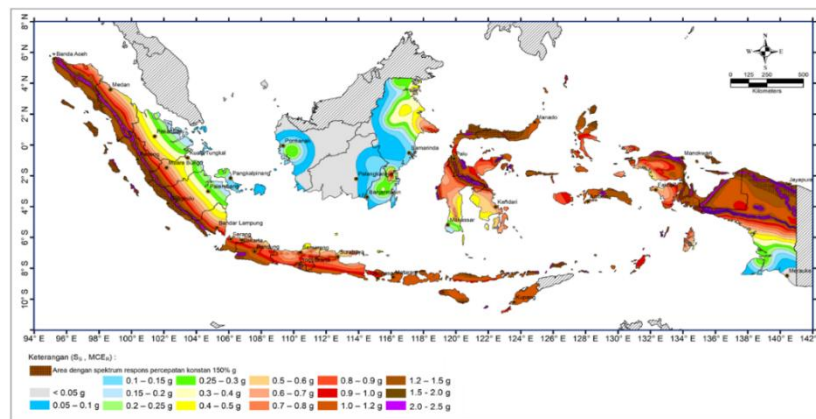 8° N
6° N
4° N
2° N
0°
2° S
4° S
6° S
8° S
10° S
Banda Aceh
Medan
Pekanbaru
Pangkalpinang
Palembang
Bandar Lampung
Serang
Bandung
Semarang
Surabaya
Pontianak
Samarinda
Palangkaraya
Banjarmasin
Manado
Palu
Kendari
Makassar
Kupang
Manokwari
Jayapura
Merauke
N
W
E
S
0 125 250 500
Kilometers
94° E 96° E 98° E 100° E 102° E 104° E 106° E 108° E 110° E 112° E 114° E 116° E 118° E 120° E 122° E 124° E 126° E 128° E 130° E 132° E 134° E 136° E 138° E 140° E 142° E
Keterangan (Ss , MCER) :
Area dengan spektrum respons percepatan konstan 150% g
< 0.05 g
0.05 – 0.1 g
0.1 – 0.15 g
0.15 – 0.2 g
0.2 – 0.25 g
0.25 – 0.3 g
0.3 – 0.4 g
0.4 – 0.5 g
0.5 – 0.6 g
0.6 – 0.7 g
0.7 – 0.8 g
0.8 – 0.9 g
0.9 – 1.0 g
1.0 – 1.2 g
1.2 – 1.5 g
1.5 – 2.0 g
2.0 – 2.5 g